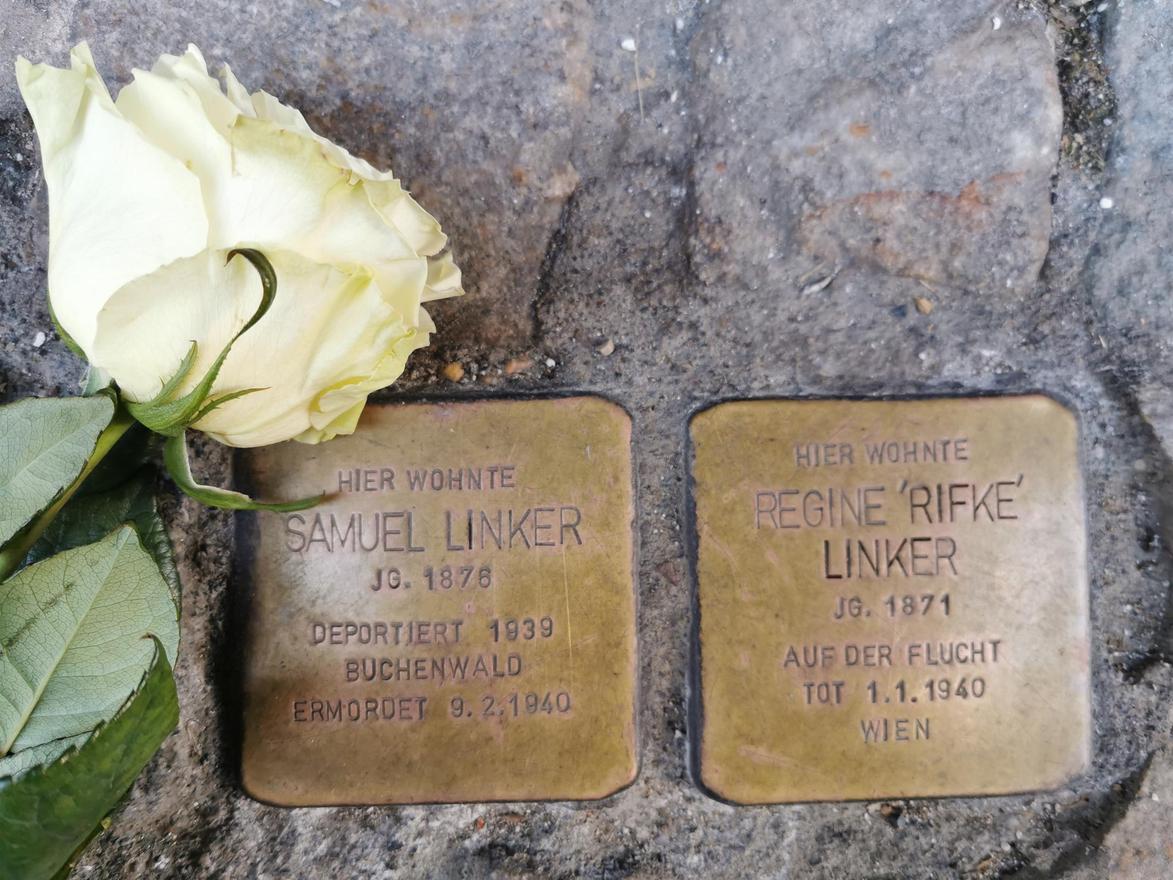 HIER WOHNTE
SAMUEL LINKER
JG. 1876
DEPORTIERT 1939
BUCHENWALD
ERMORDET 9.2.1940
HIER WOHNTE
REGINE 'RIFKE'
LINKER
JG. 1871
AUF DER FLUCHT
TOT 1.1.1940
WIEN